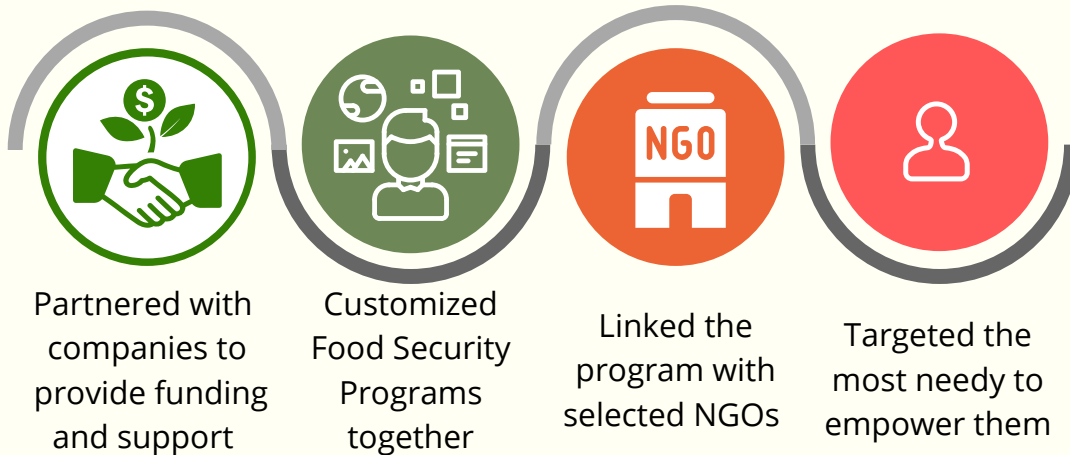 $
NGO
Partnered with
companies to
provide funding
and support
Customized
Food Security
Programs
together
Linked the
program with
selected NGOs
Targeted the
most needy to
empower them